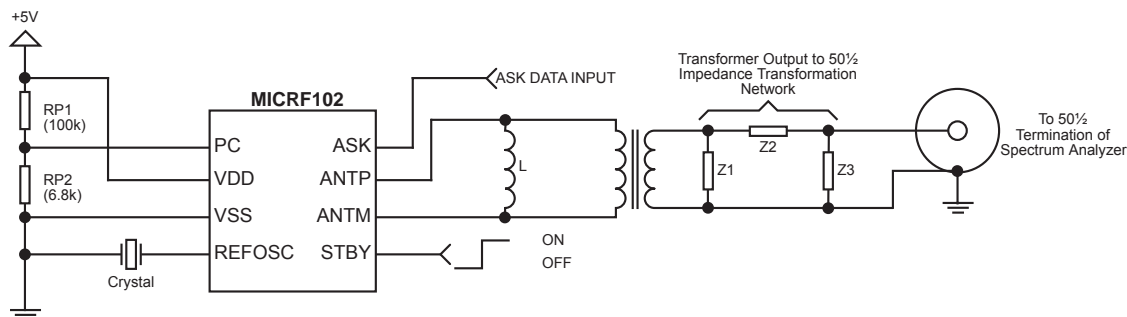 +5V
RP1
(100k)
RP2
(6.8k)
Crystal
MICRF102
PC
VDD
VSS
REFOSC
ASK
ANTP
ANTM
STBY
ASK DATA INPUT
L
ON
OFF
Transformer Output to 50½
Impedance Transformation
Network
Z1
Z2
Z3
To 50½
Termination of
Spectrum Analyzer